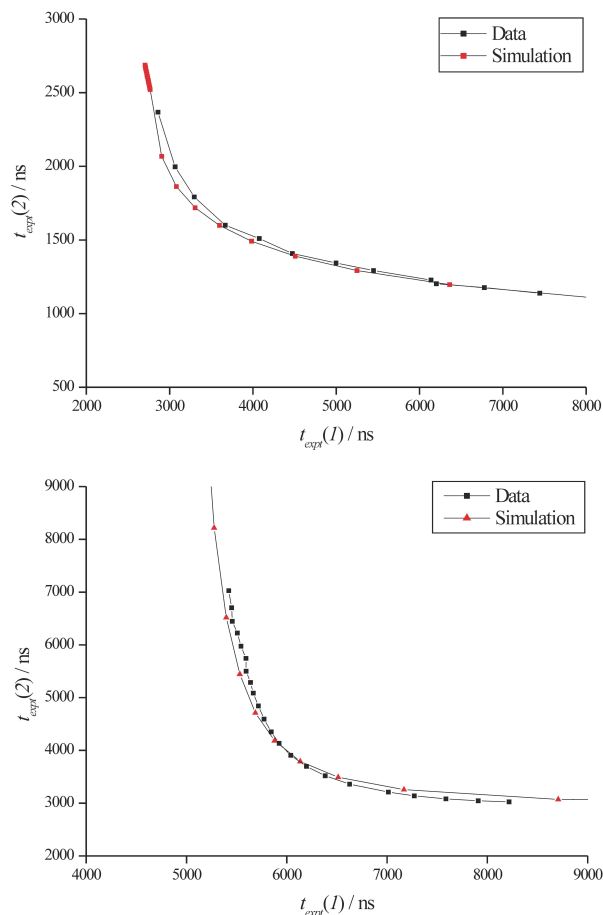 3000
2500
2000
1500
1000
500
t_expt(2) / ns
Data
Simulation
2000 3000 4000 5000 6000 7000 8000
t_expt(1) / ns
9000
8000
7000
6000
5000
4000
3000
2000
t_expt(2) / ns
Data
Simulation
4000 5000 6000 7000 8000 9000
t_expt(1) / ns